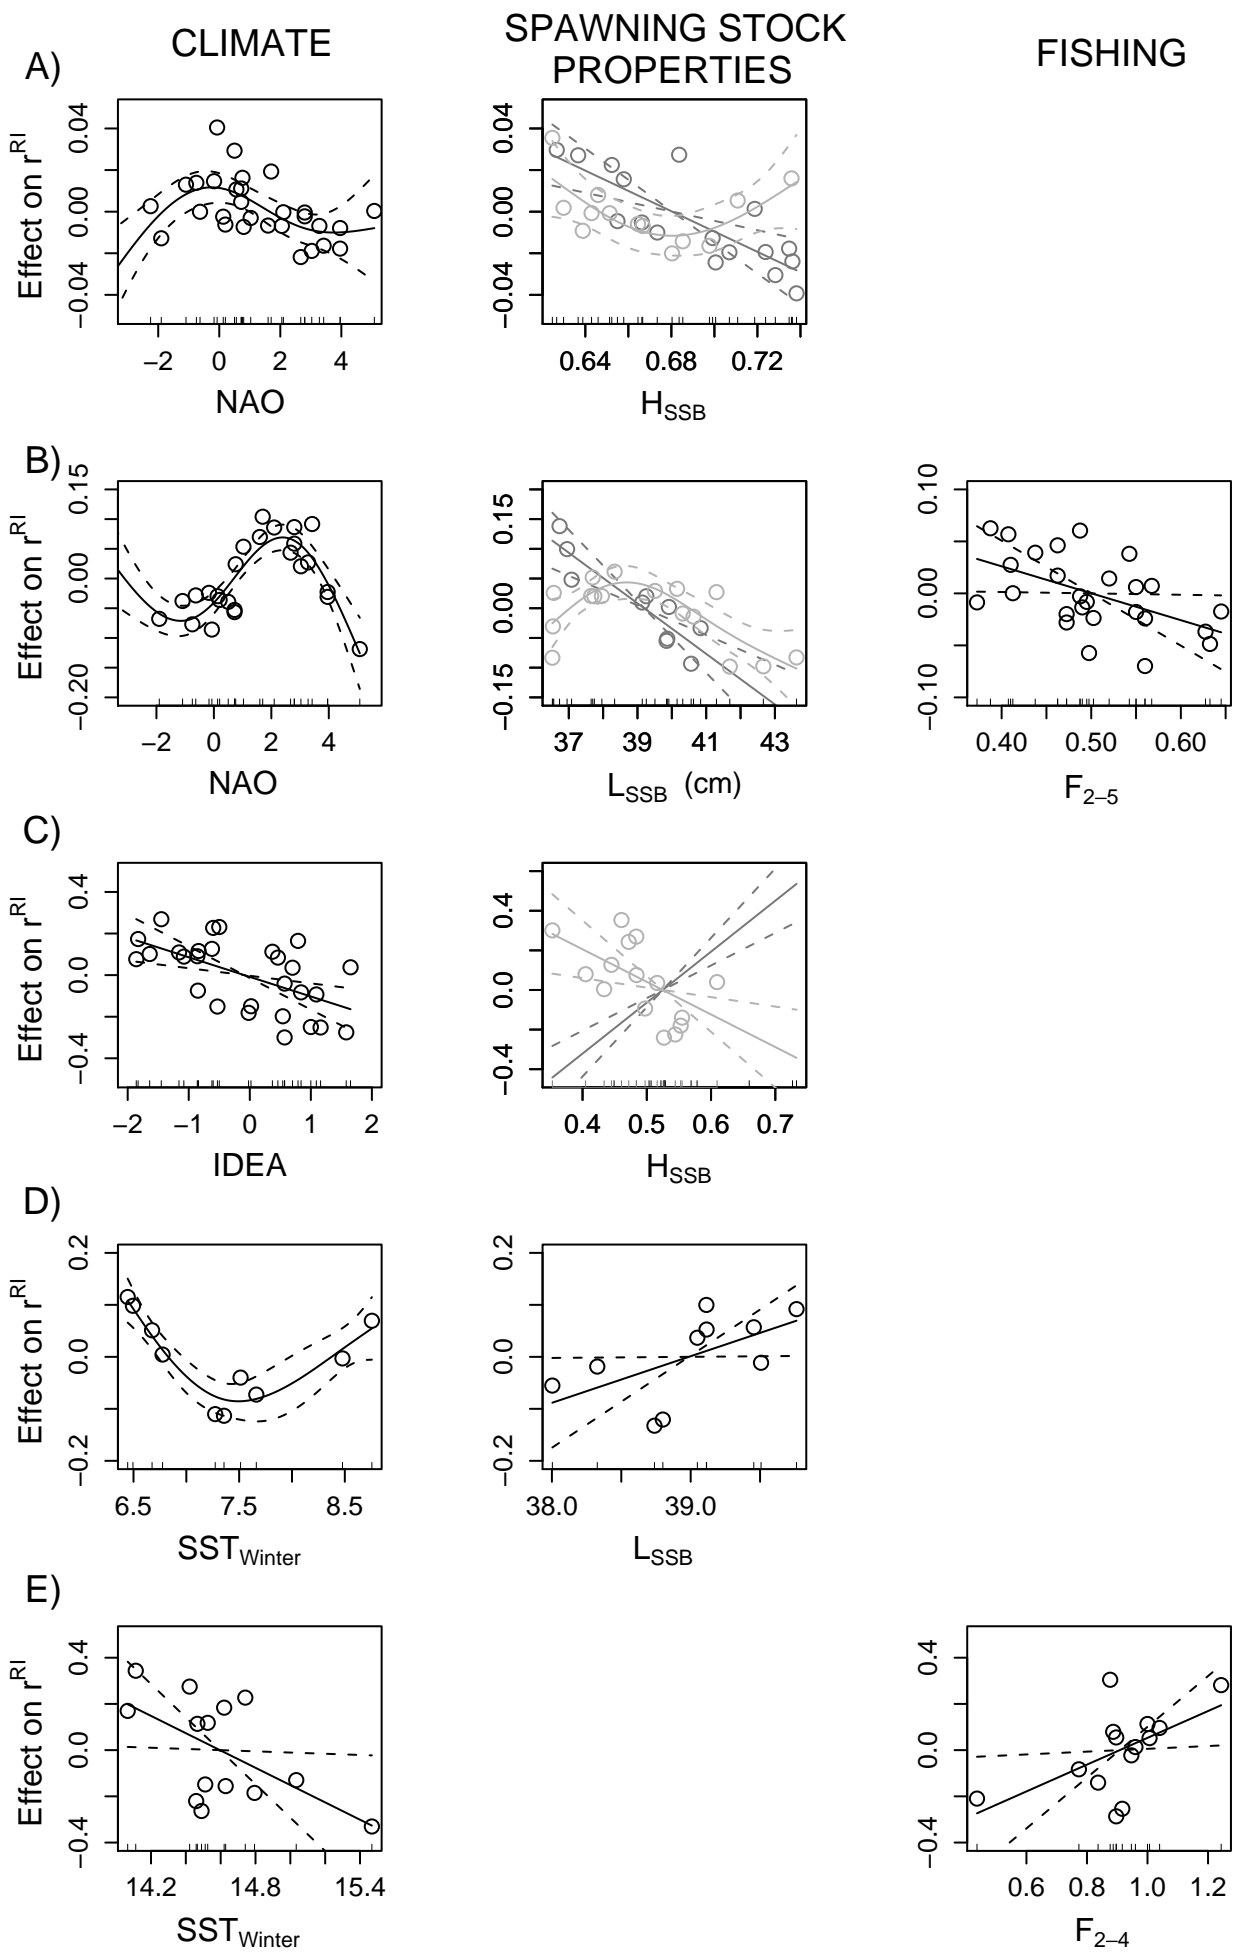 CLIMATE
SPAWNING STOCK
PROPERTIES
FISHING
A)
Effect on r^RI
−0.04 0.00 0.04
−2 0 2 4
NAO
−0.04 0.00 0.04
0.64 0.68 0.72
H_SSB
B)
Effect on r^RI
−0.20 0.00 0.15
−2 0 2 4
NAO
−0.15 0.00 0.15
37 39 41 43
L_SSB (cm)
−0.10 0.00 0.10
0.40 0.50 0.60
F_2–5
C)
Effect on r^RI
−0.4 0.0 0.4
−2 −1 0 1 2
IDEA
−0.4 0.0 0.4
0.4 0.5 0.6 0.7
H_SSB
D)
Effect on r^RI
−0.2 0.0 0.2
6.5 7.5 8.5
SST_Winter
−0.2 0.0 0.2
38.0 39.0
L_SSB
E)
Effect on r^RI
−0.4 0.0 0.4
14.2 14.8 15.4
SST_Winter
−0.4 0.0 0.4
0.6 0.8 1.0 1.2
F_2–4